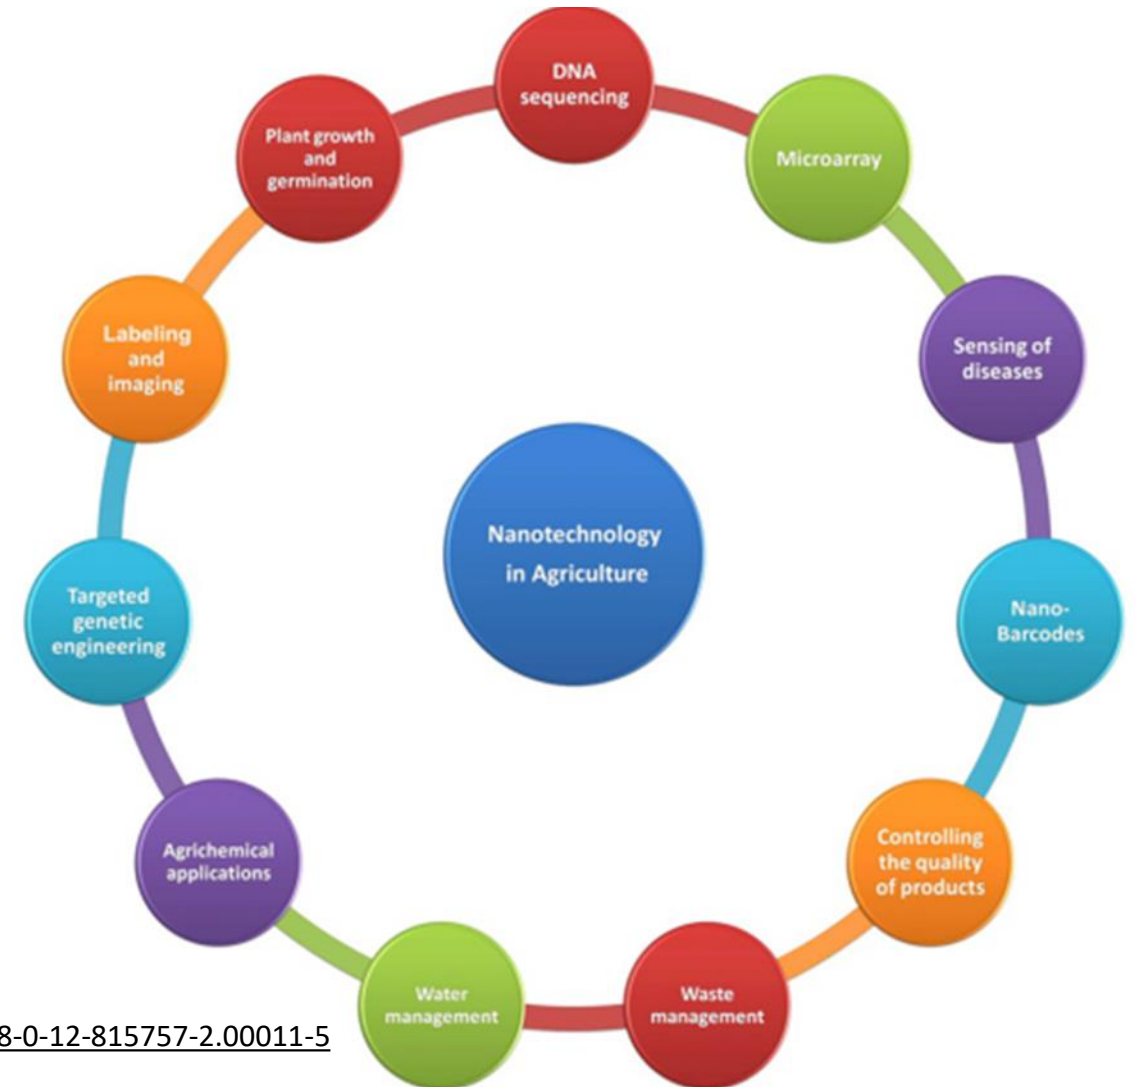 DNA
sequencing
Microarray
Sensing of
diseases
Nano-
Barcodes
Controlling
the quality
of products
Waste
management
Water
management
Agrichemical
applications
Targeted
genetic
engineering
Labeling
and
imaging
Plant growth
and
germination
Nanotechnology
in Agriculture
8-0-12-815757-2.00011-5